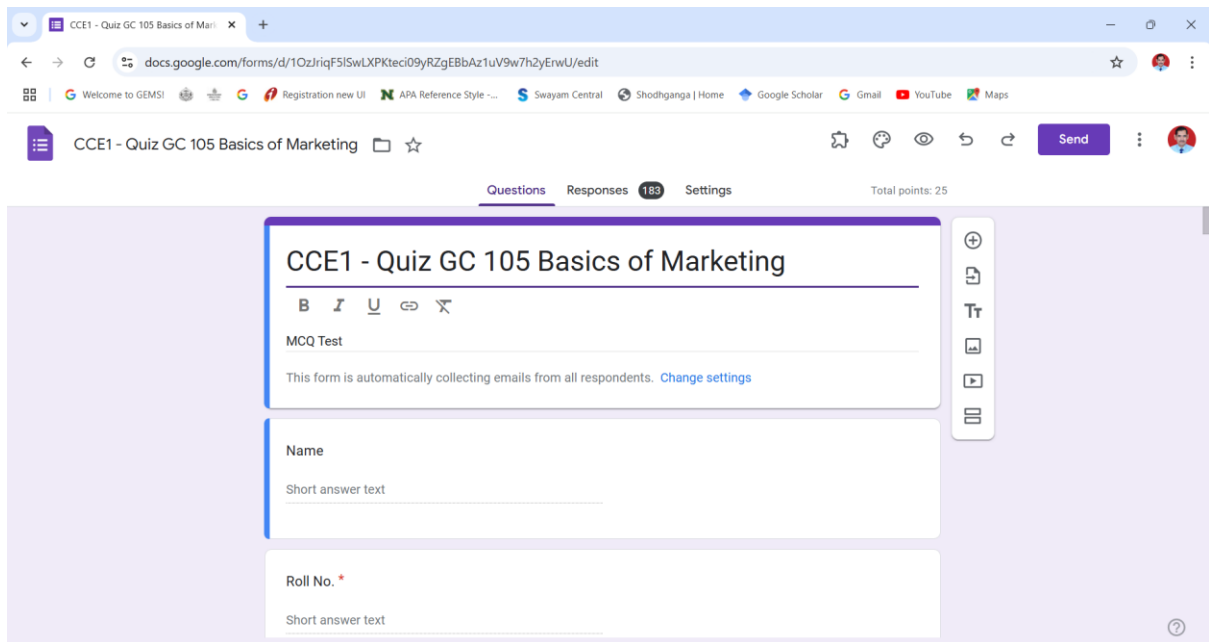 CCE1 - Quiz GC 105 Basics of Mark
docs.google.com/forms/d/1OzJriqF5lSwLXPKteci09yRZgEBbAz1uV9w7h2yErwU/edit
Welcome to GEMS! Registration new UI APA Reference Style -... Swayam Central Shodhganga | Home Google Scholar Gmail YouTube Maps
CCE1 - Quiz GC 105 Basics of Marketing Send
Questions Responses 183 Settings Total points: 25
CCE1 - Quiz GC 105 Basics of Marketing
B I U
MCQ Test
This form is automatically collecting emails from all respondents. Change settings
Name
Short answer text
Roll No. *
Short answer text